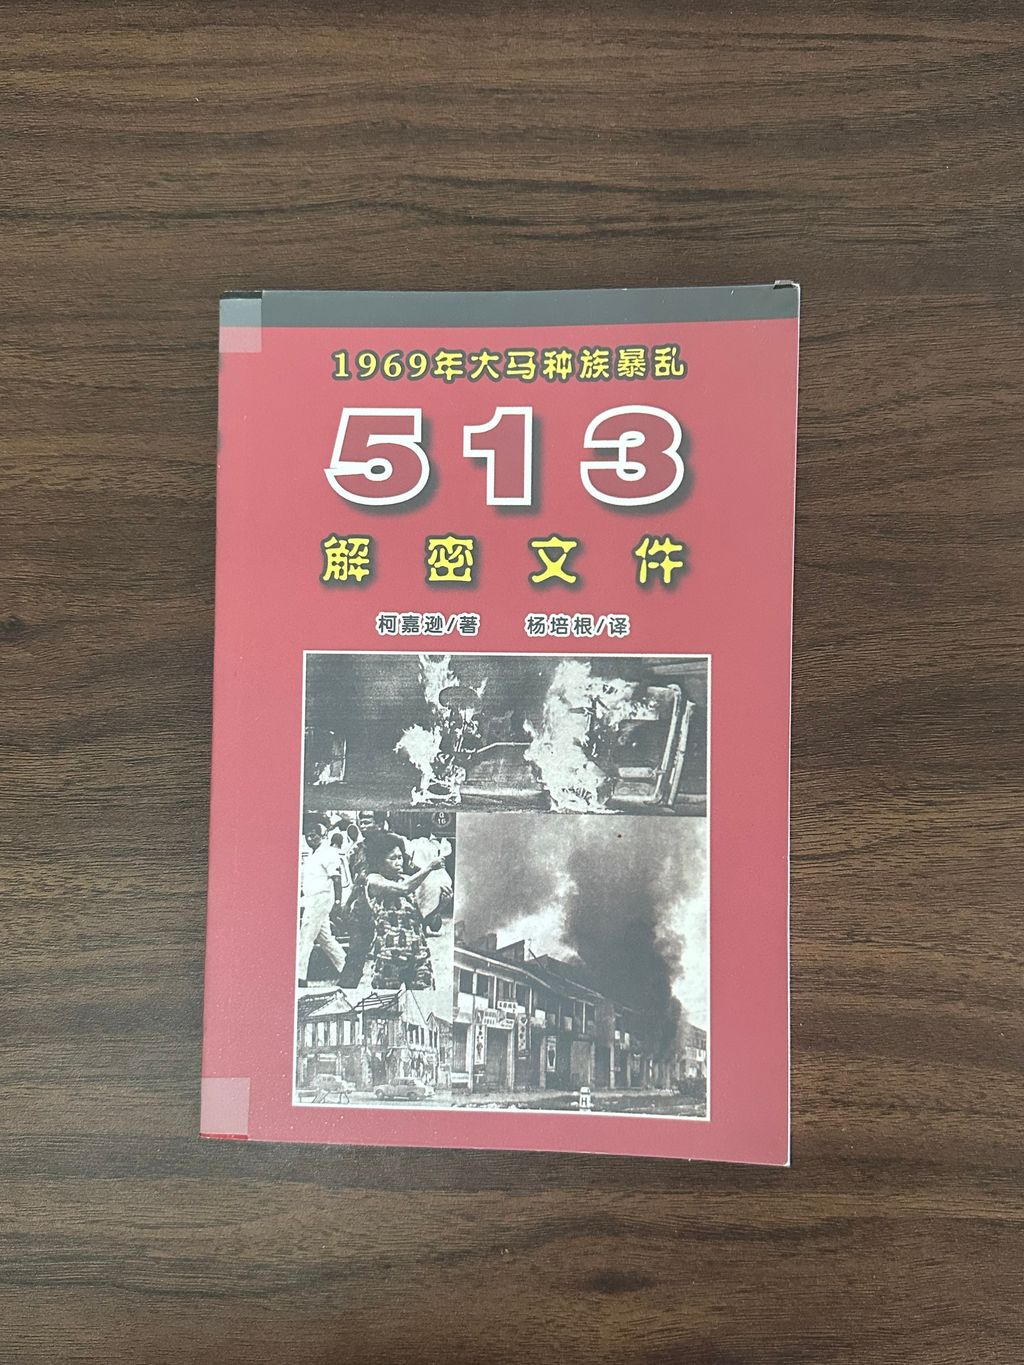 1969年大马种族暴乱
513
解密文件
柯嘉逊/著 杨培根/译